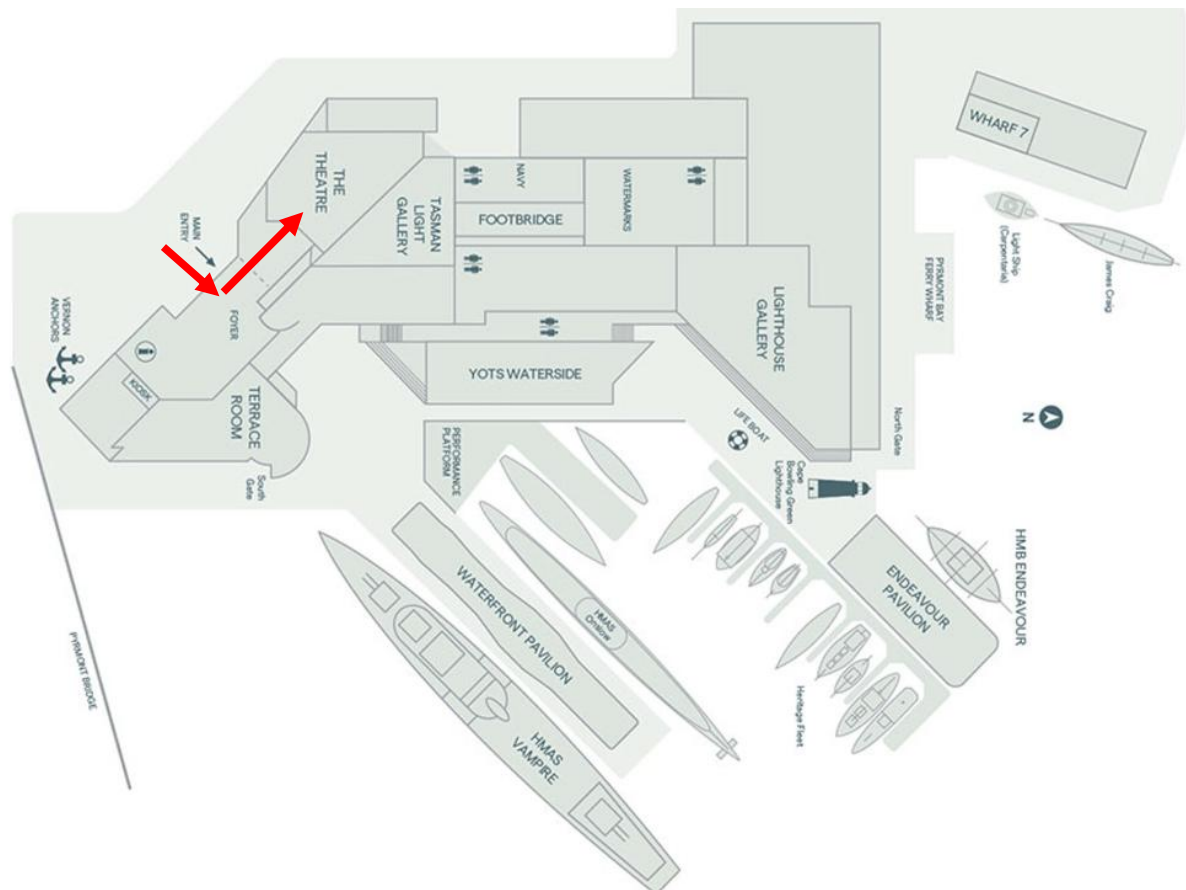 WHARF 7
THE
THEATRE
NAVY
WATERMARKS
TASMAN
LIGHT
GALLERY
FOOTBRIDGE
MAIN
ENTRY
Light Ship
(Carpentaria)
James Craig
PYRMONT BAY
FERRY WHARF
VERNON
ANCHORS
FOYER
i
LIGHTHOUSE
GALLERY
KIOSK
YOTS WATERSIDE
TERRACE
ROOM
LIFE BOAT
North Gate
N
PERFORMANCE
PLATFORM
South
Gate
Cape
Bowling Green
Lighthouse
HMB ENDEAVOUR
ENDEAVOUR
PAVILION
WATERFRONT PAVILION
HMAS
Onslow
PYRMONT BRIDGE
Heritage Fleet
HMAS
VAMPIRE